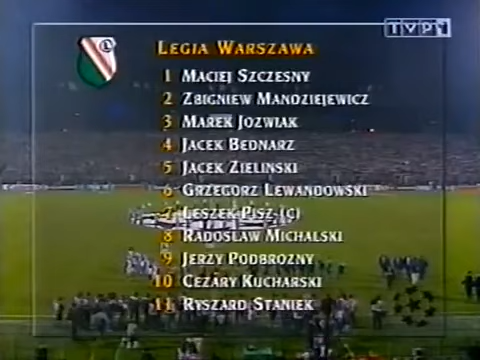 TVP1
LEGIA WARSZAWA
1 MACIEJ SZCZESNY
2 ZBIGNIEW MANDZIEJEWICZ
3 MAREK JOZWIAK
4 JACEK BEDNARZ
5 JACEK ZIELINSKI
6 GRZEGORZ LEWANDOWSKI
7 LESZEK PISZ (C)
8 RADOSLAW MICHALSKI
9 JERZY PODBROZNY
10 CEZARY KUCHARSKI
11 RYSZARD STANIEK